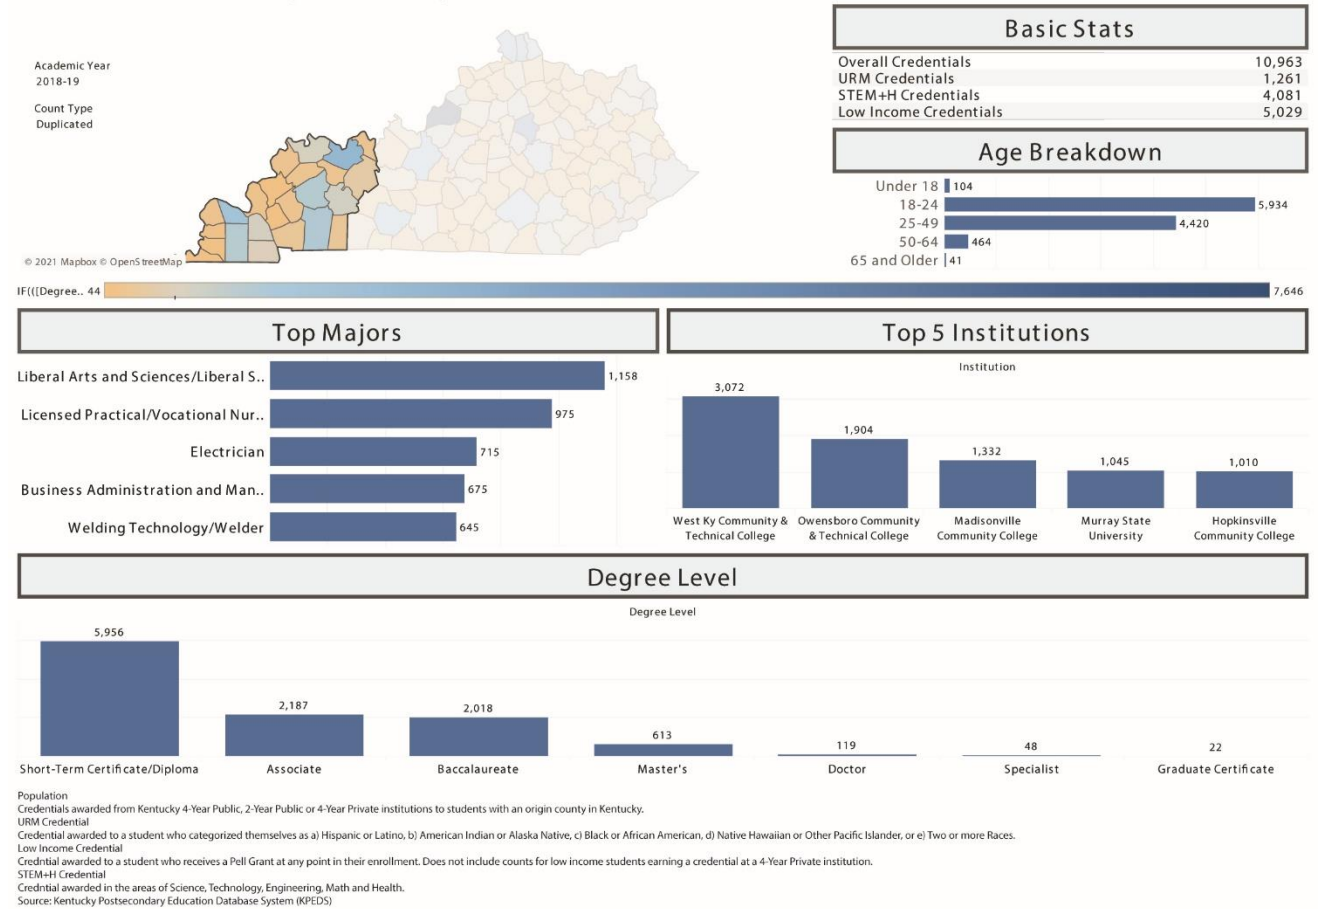 Academic Year
2018-19
Count Type
Duplicated
© 2021 Mapbox © OpenStreetMap
Basic Stats
Overall Credentials 10,963
URM Credentials 1,261
STEM+H Credentials 4,081
Low Income Credentials 5,029
Age Breakdown
Under 18 104
18-24 5,934
25-49 4,420
50-64 464
65 and Older 41
IF(([Degree.. 44 7,646
Top Majors
Liberal Arts and Sciences/Liberal S.. 1,158
Licensed Practical/Vocational Nur.. 975
Electrician 715
Business Administration and Man.. 675
Welding Technology/Welder 645
Top 5 Institutions
Institution
3,072 1,904 1,332 1,045 1,010
West Ky Community & Owensboro Community Madisonville Murray State Hopkinsville
Technical College & Technical College Community College University Community College
Degree Level
Degree Level
5,956 2,187 2,018 613 119 48 22
Short-Term Certificate/Diploma Associate Baccalaureate Master's Doctor Specialist Graduate Certificate
Population
Credentials awarded from Kentucky 4-Year Public, 2-Year Public or 4-Year Private institutions to students with an origin county in Kentucky.
URM Credential
Credential awarded to a student who categorized themselves as a) Hispanic or Latino, b) American Indian or Alaska Native, c) Black or African American, d) Native Hawaiian or Other Pacific Islander, or e) Two or more Races.
Low Income Credential
Credntial awarded to a student who receives a Pell Grant at any point in their enrollment. Does not include counts for low income students earning a credential at a 4-Year Private institution.
STEM+H Credential
Credntial awarded in the areas of Science, Technology, Engineering, Math and Health.
Source: Kentucky Postsecondary Education Database System (KPEDS)